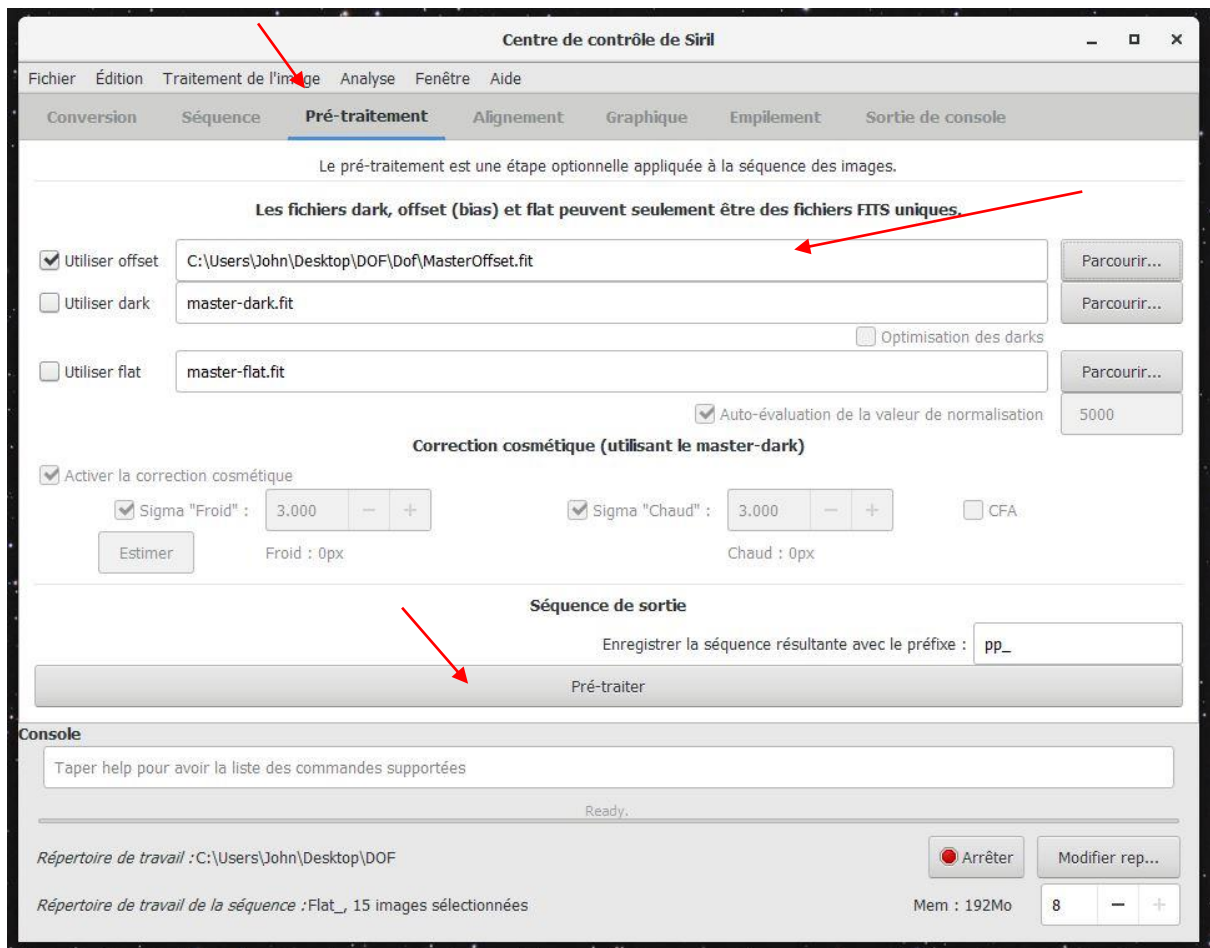 Centre de contrôle de Siril
Fichier Édition Traitement de l'image Analyse Fenêtre Aide
Conversion Séquence Pré-traitement Alignement Graphique Empilement Sortie de console
Le pré-traitement est une étape optionnelle appliquée à la séquence des images.
Les fichiers dark, offset (bias) et flat peuvent seulement être des fichiers FITS uniques.
Utiliser offset C:\Users\John\Desktop\DOF\Dof\MasterOffset.fit Parcourir...
Utiliser dark master-dark.fit Parcourir...
Optimisation des darks
Utiliser flat master-flat.fit Parcourir...
Auto-évaluation de la valeur de normalisation 5000
Correction cosmétique (utilisant le master-dark)
Activer la correction cosmétique
Sigma "Froid" : 3.000 − + Sigma "Chaud" : 3.000 − + CFA
Estimer Froid : 0px Chaud : 0px
Séquence de sortie
Enregistrer la séquence résultante avec le préfixe : pp_
Pré-traiter
Console
Taper help pour avoir la liste des commandes supportées
Ready.
Répertoire de travail :C:\Users\John\Desktop\DOF Arrêter Modifier rep...
Répertoire de travail de la séquence :Flat_, 15 images sélectionnées Mem : 192Mo 8 − +